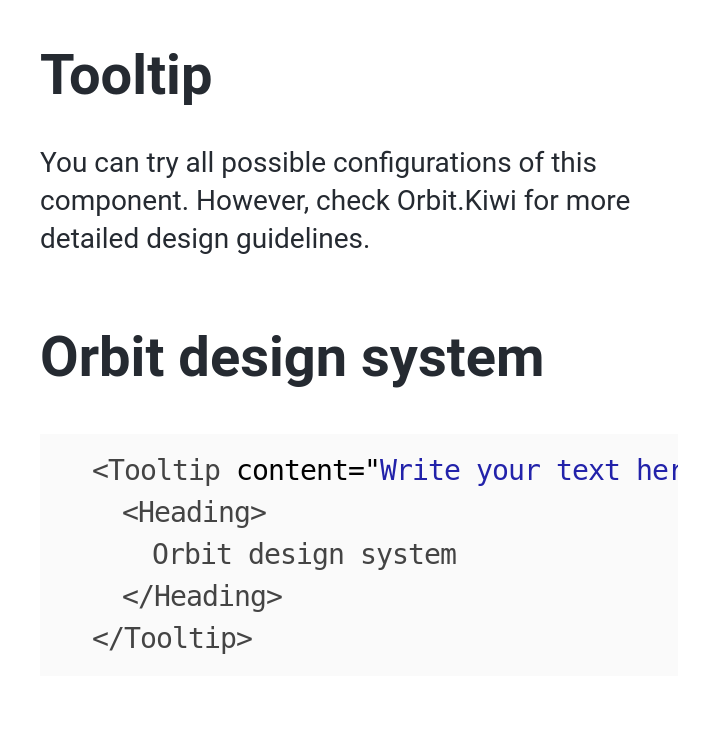 Tooltip
You can try all possible configurations of this
component. However, check Orbit.Kiwi for more
detailed design guidelines.
Orbit design system
<Tooltip content="Write your text her
<Heading>
Orbit design system
</Heading>
</Tooltip>